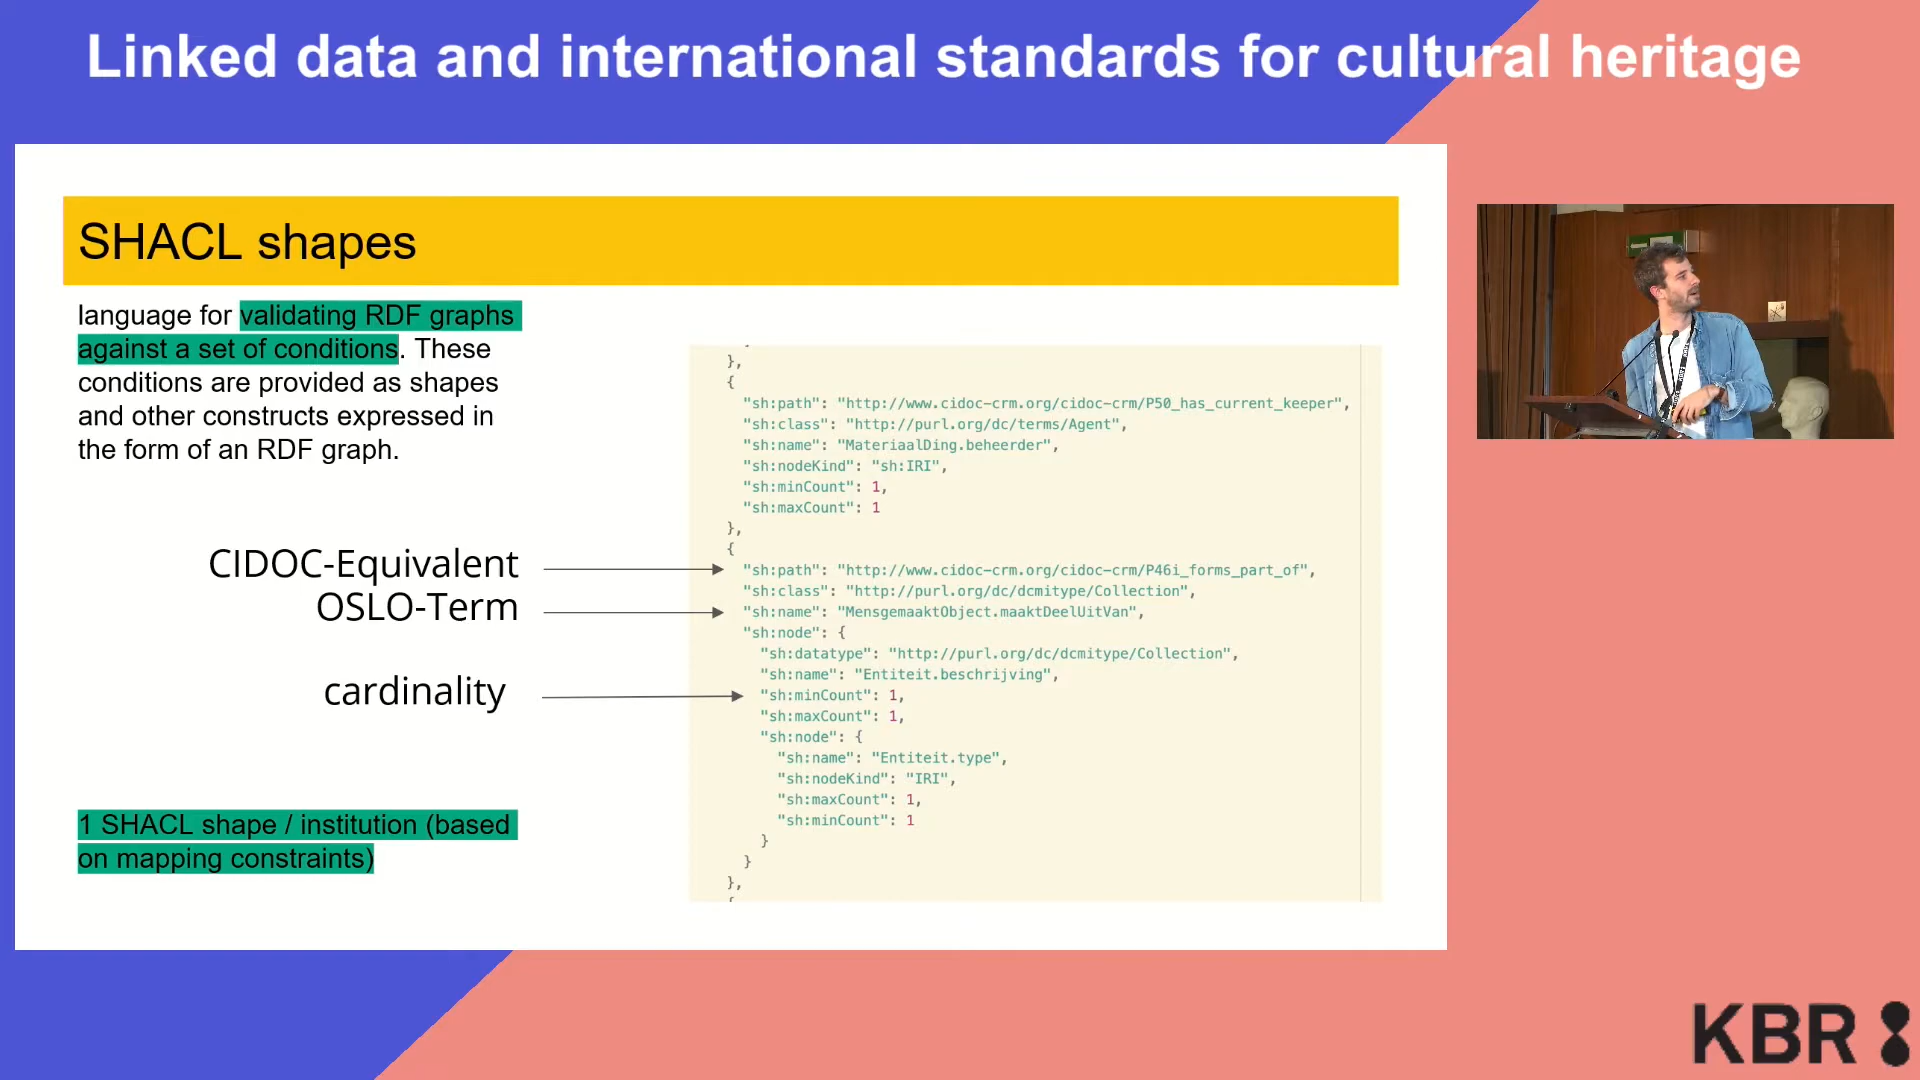 Linked data and international standards for cultural heritage
SHACL shapes
language for validating RDF graphs
against a set of conditions. These
conditions are provided as shapes
and other constructs expressed in
the form of an RDF graph.
CIDOC-Equivalent
OSLO-Term
cardinality
1 SHACL shape / institution (based
on mapping constraints)
},
{
"sh:path": "http://www.cidoc-crm.org/cidoc-crm/P50_has_current_keeper",
"sh:class": "http://purl.org/dc/terms/Agent",
"sh:name": "MateriaalDing.beheerder",
"sh:nodeKind": "sh:IRI",
"sh:minCount": 1,
"sh:maxCount": 1
},
{
"sh:path": "http://www.cidoc-crm.org/cidoc-crm/P46i_forms_part_of",
"sh:class": "http://purl.org/dc/dcmitype/Collection",
"sh:name": "MensgemaaktObject.maaktDeelUitVan",
"sh:node": {
"sh:datatype": "http://purl.org/dc/dcmitype/Collection",
"sh:name": "Entiteit.beschrijving",
"sh:minCount": 1,
"sh:maxCount": 1,
"sh:node": {
"sh:name": "Entiteit.type",
"sh:nodeKind": "IRI",
"sh:maxCount": 1,
"sh:minCount": 1
}
}
},
KBR